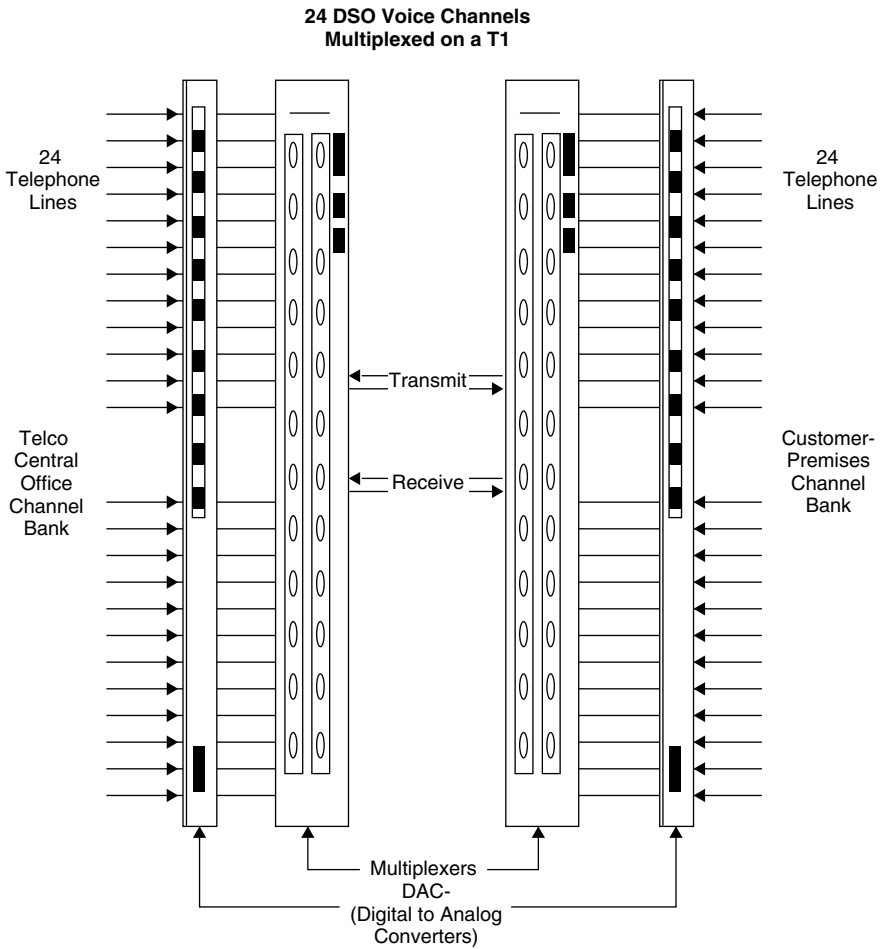 24 DSO Voice Channels
Multiplexed on a T1
24
Telephone
Lines
24
Telephone
Lines
Transmit
Receive
Telco
Central
Office
Channel
Bank
Customer-
Premises
Channel
Bank
Multiplexers
DAC-
(Digital to Analog
Converters)